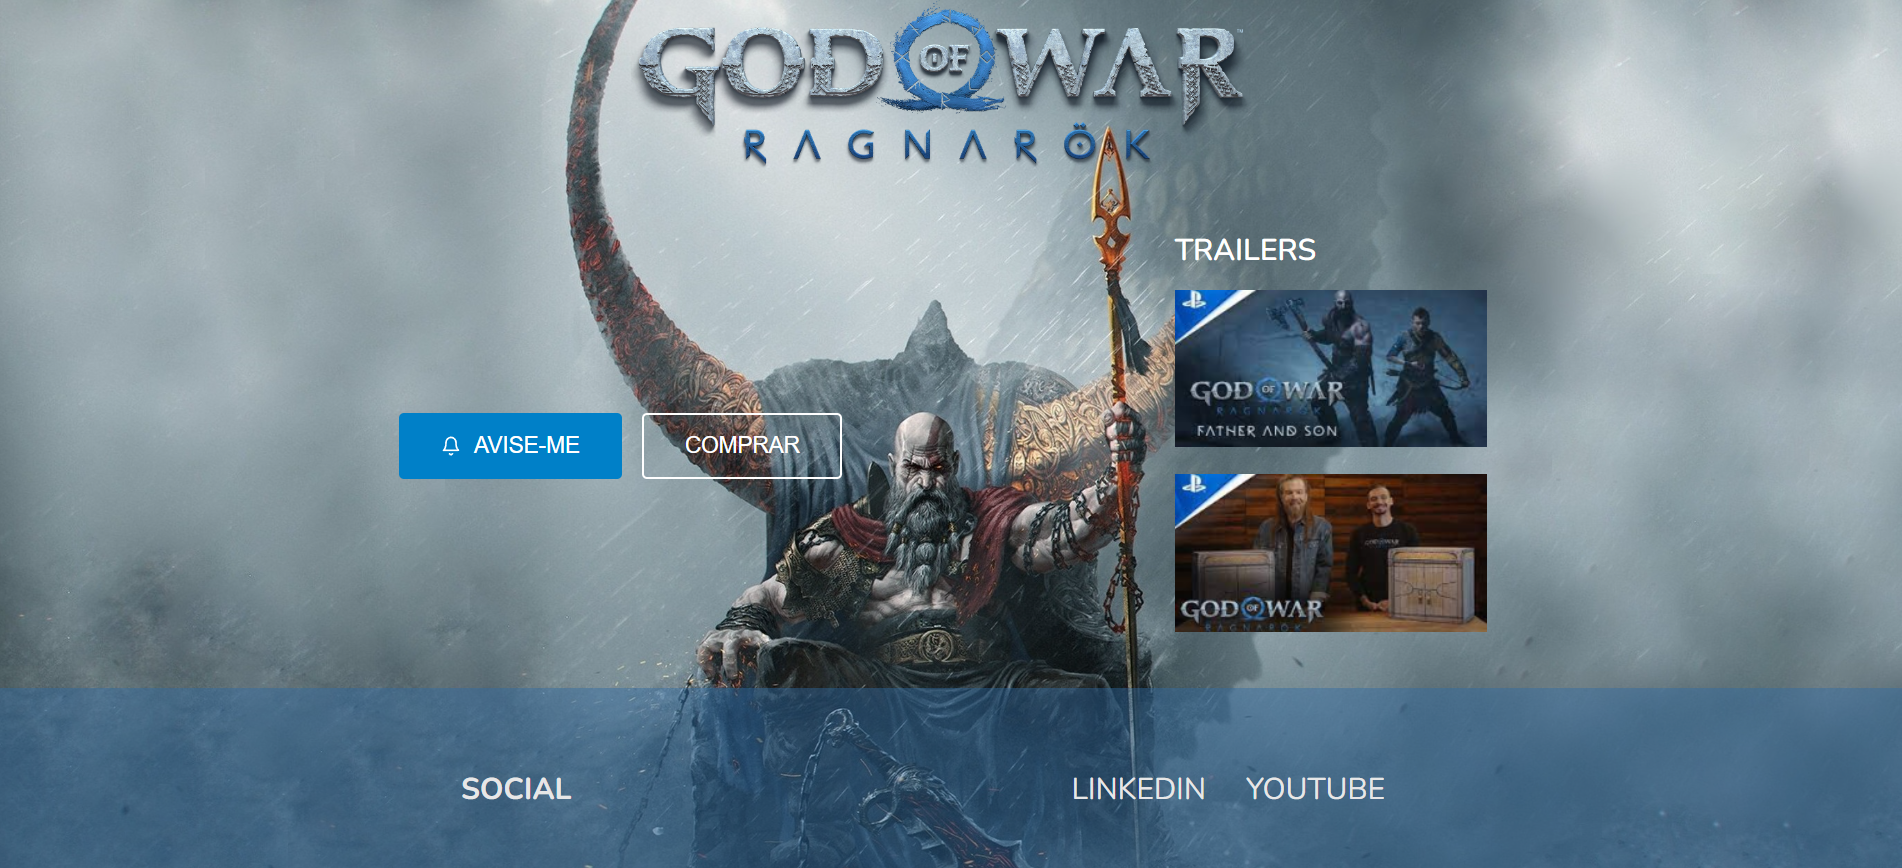 GOD OF WAR
RAGNARÖK
TRAILERS
GOD OF WAR
RAGNARÖK
FATHER AND SON
AVISE-ME
COMPRAR
GOD OF WAR
RAGNARÖK
SOCIAL
LINKEDIN
YOUTUBE